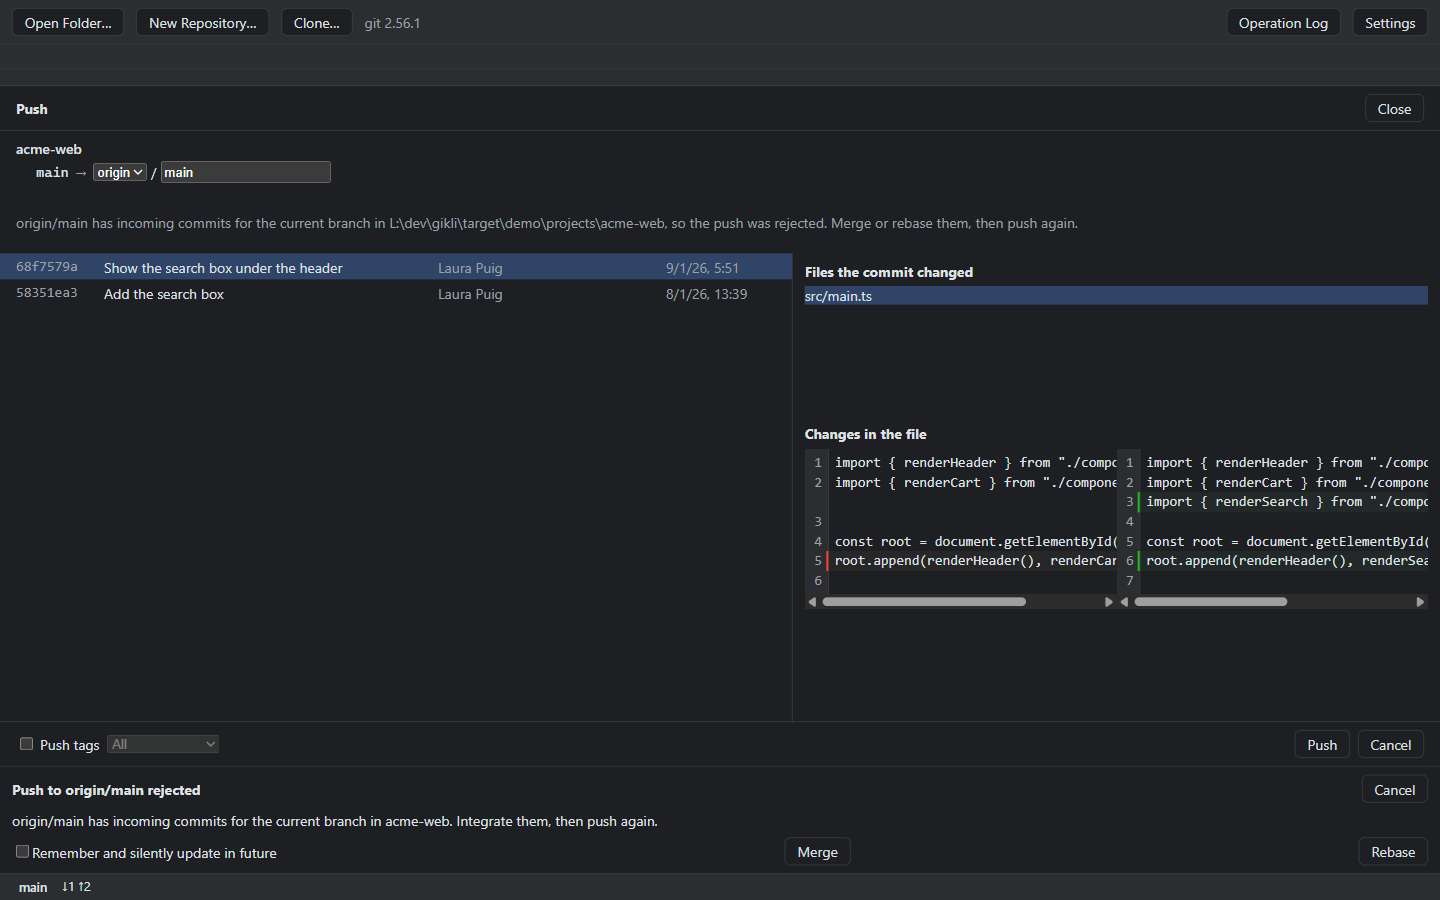 Open Folder... New Repository... Clone... git 2.56.1 Operation Log Settings
Push Close
acme-web
main → origin / main
origin/main has incoming commits for the current branch in L:\dev\gikli\target\demo\projects\acme-web, so the push was rejected. Merge or rebase them, then push again.
68f7579a Show the search box under the header Laura Puig 9/1/26, 5:51
58351ea3 Add the search box Laura Puig 8/1/26, 13:39
Files the commit changed
src/main.ts
Changes in the file
1 import { renderHeader } from "./compo 1 import { renderHeader } from "./compo
2 import { renderCart } from "./compone 2 import { renderCart } from "./compone
3 import { renderSearch } from "./compo
3 4
4 const root = document.getElementById( 5 const root = document.getElementById(
5 root.append(renderHeader(), renderCar 6 root.append(renderHeader(), renderSea
6 7
Push tags All Push Cancel
Push to origin/main rejected Cancel
origin/main has incoming commits for the current branch in acme-web. Integrate them, then push again.
Remember and silently update in future Merge Rebase
main ↓1 ↑2